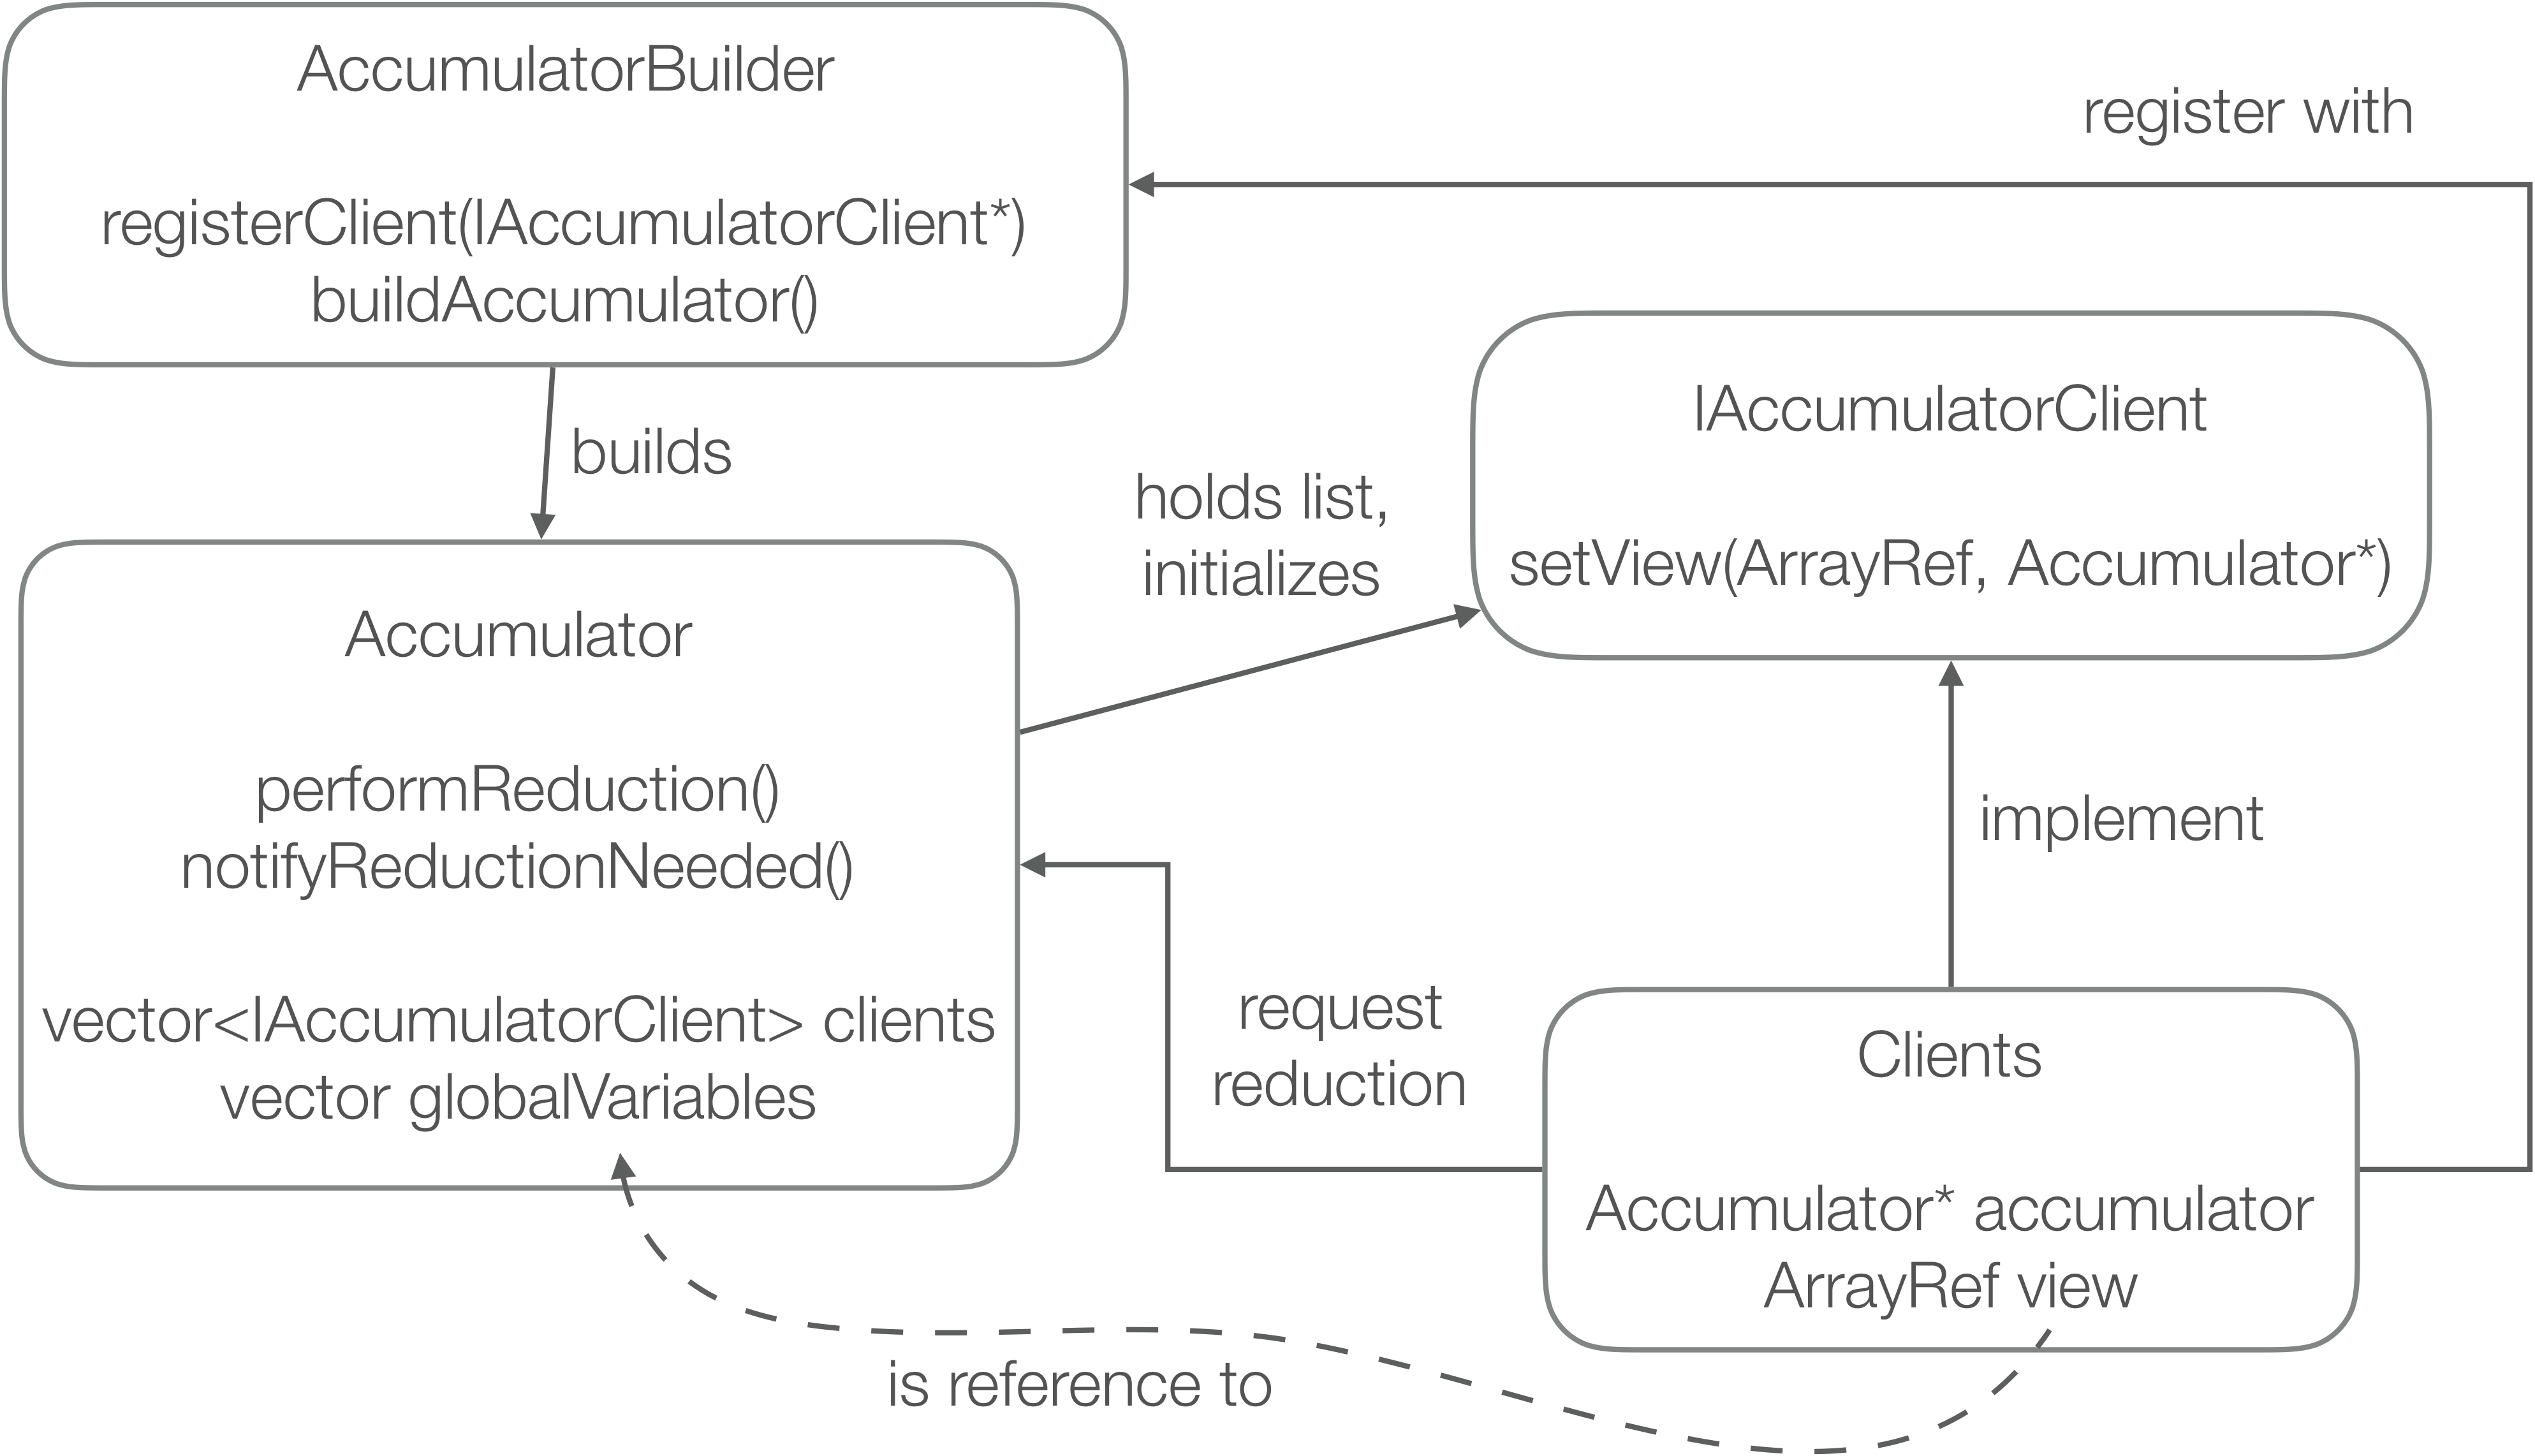 AccumulatorBuilder
registerClient(IAccumulatorClient*)
buildAccumulator()
register with
builds
IAccumulatorClient
setView(ArrayRef, Accumulator*)
holds list,
initializes
Accumulator
performReduction()
notifyReductionNeeded()
vector<IAccumulatorClient> clients
vector globalVariables
implement
request
reduction
Clients
Accumulator* accumulator
ArrayRef view
is reference to